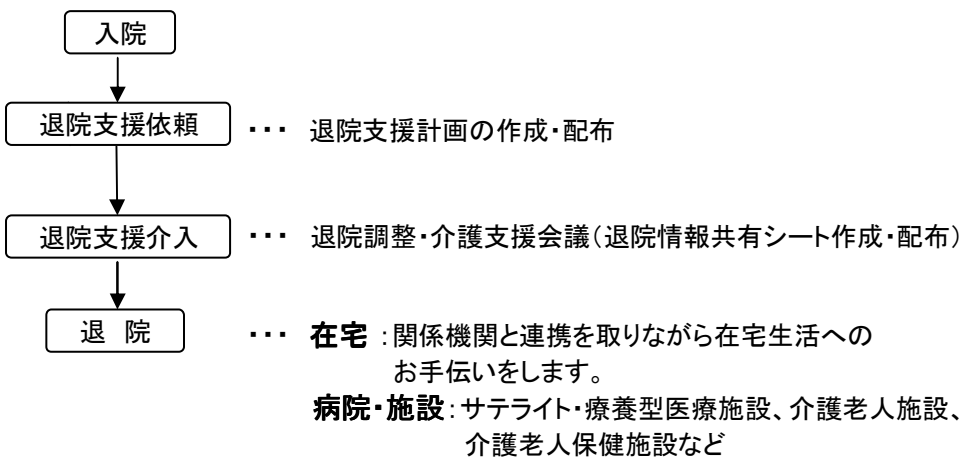 入院
退院支援依頼 ・・・ 退院支援計画の作成・配布
退院支援介入 ・・・ 退院調整・介護支援会議(退院情報共有シート作成・配布)
退 院 ・・・ 在宅 :関係機関と連携を取りながら在宅生活への
お手伝いをします。
病院・施設:サテライト・療養型医療施設、介護老人施設、
介護老人保健施設など